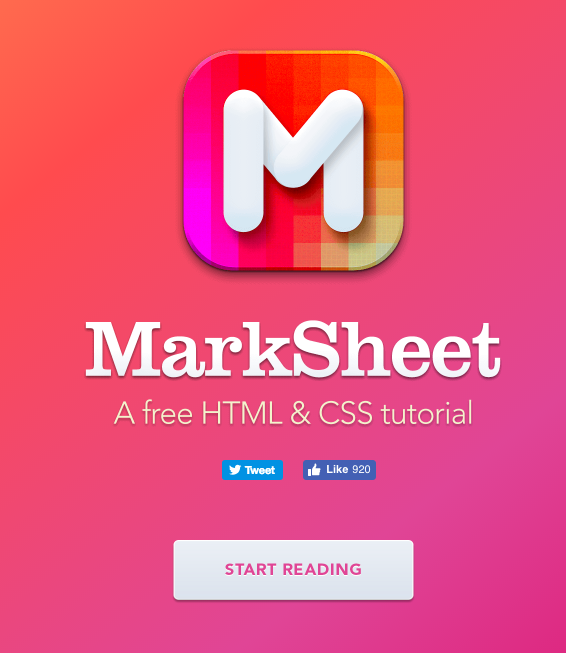 M
MarkSheet
A free HTML & CSS tutorial
Tweet Like 920
START READING